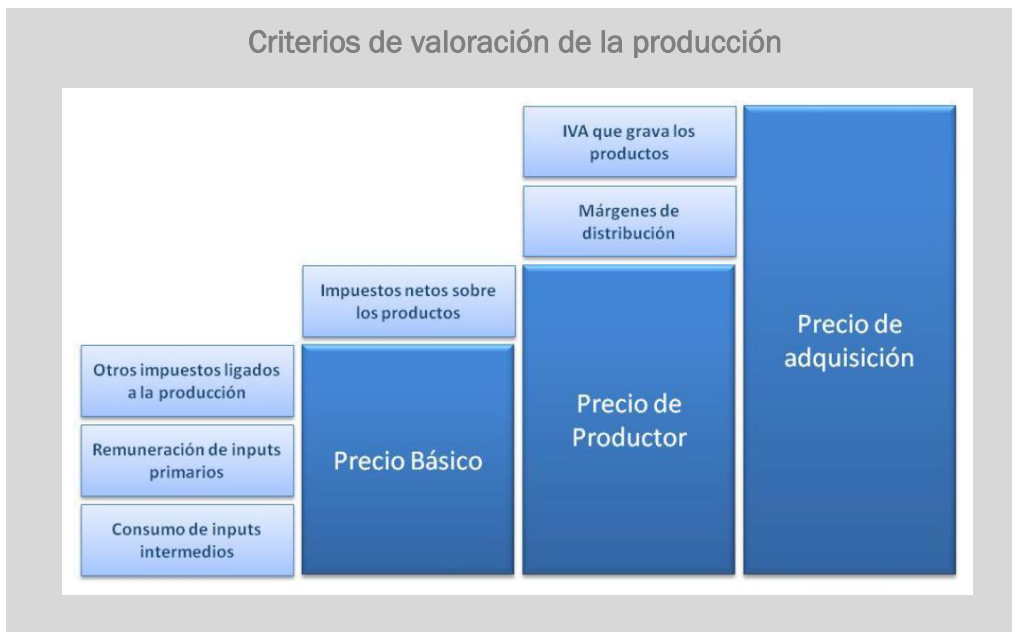 Criterios de valoración de la producción
IVA que grava los
productos
Márgenes de
distribución
Impuestos netos sobre
los productos
Precio de
adquisición
Otros impuestos ligados
a la producción
Precio de
Productor
Remuneración de inputs
primarios
Precio Básico
Consumo de inputs
intermedios